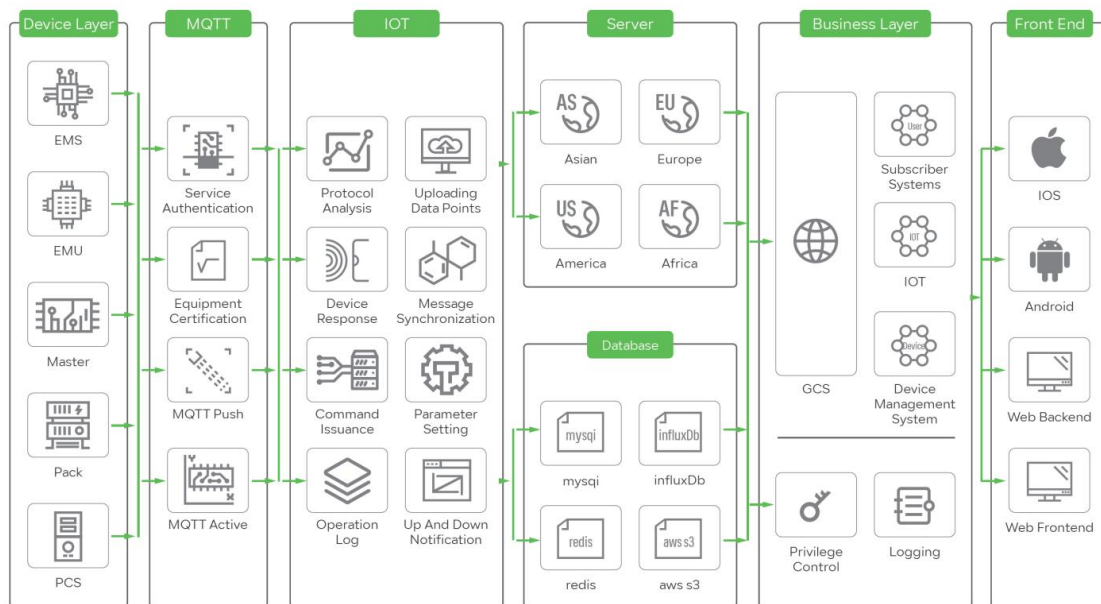 Device Layer
EMS
EMU
Master
Pack
PCS
MQTT
Service
Authentication
Equipment
Certification
MQTT Push
Y
X
MQTT Active
IOT
Protocol
Analysis
Uploading
Data Points
Device
Response
Message
Synchronization
Command
Issuance
Parameter
Setting
Operation
Log
Up And Down
Notification
Server
AS
Asian
EU
Europe
US
America
AF
Africa
Database
mysqi
mysqi
influxDb
influxDb
redis
redis
aws s3
aws s3
Business Layer
GCS
User
Subscriber
Systems
IOT
IOT
Device
Device
Management
System
Privilege
Control
Logging
Front End
IOS
Android
Web Backend
Web Frontend